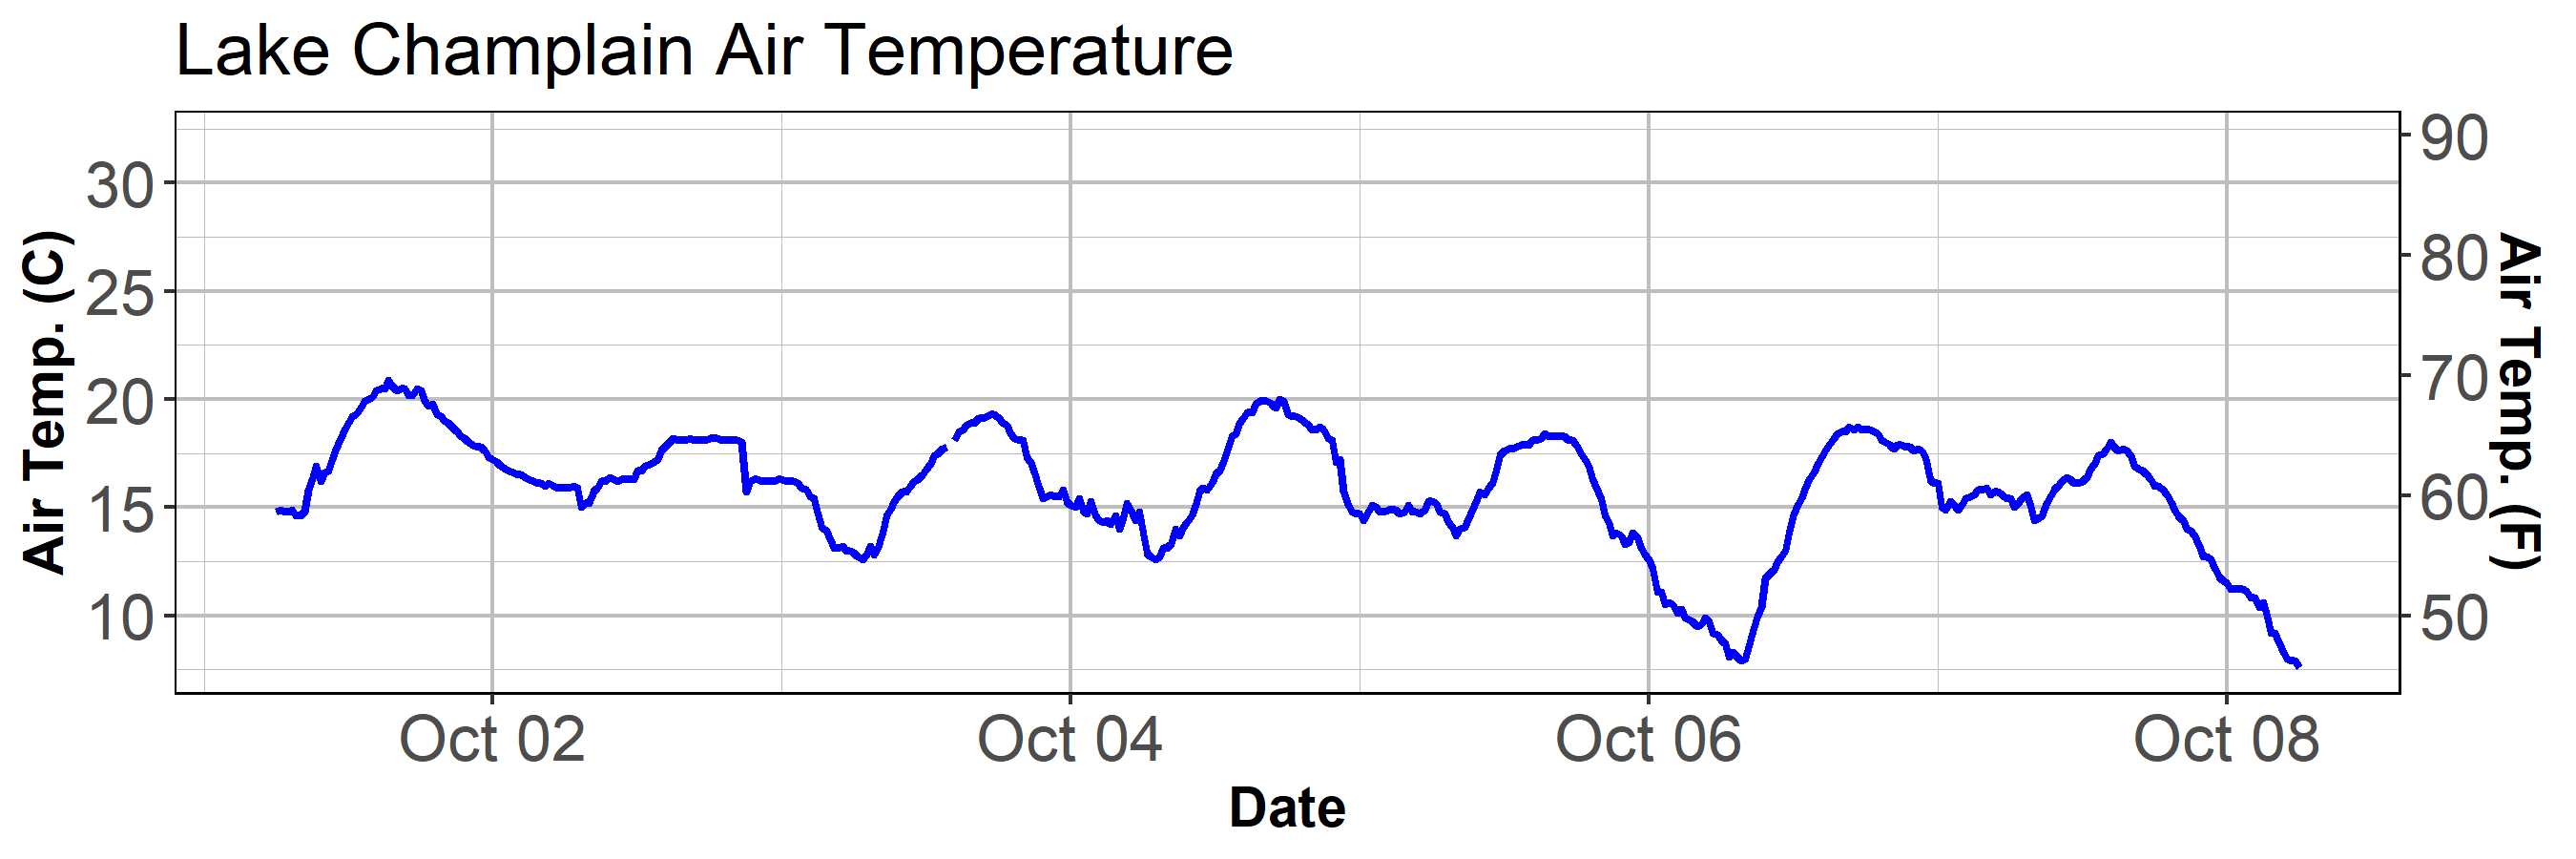 Lake Champlain Air Temperature
Air Temp. (C)
30
25
20
15
10
90
80
70
60
50
Air Temp. (F)
Oct 02 Oct 04 Oct 06 Oct 08
Date